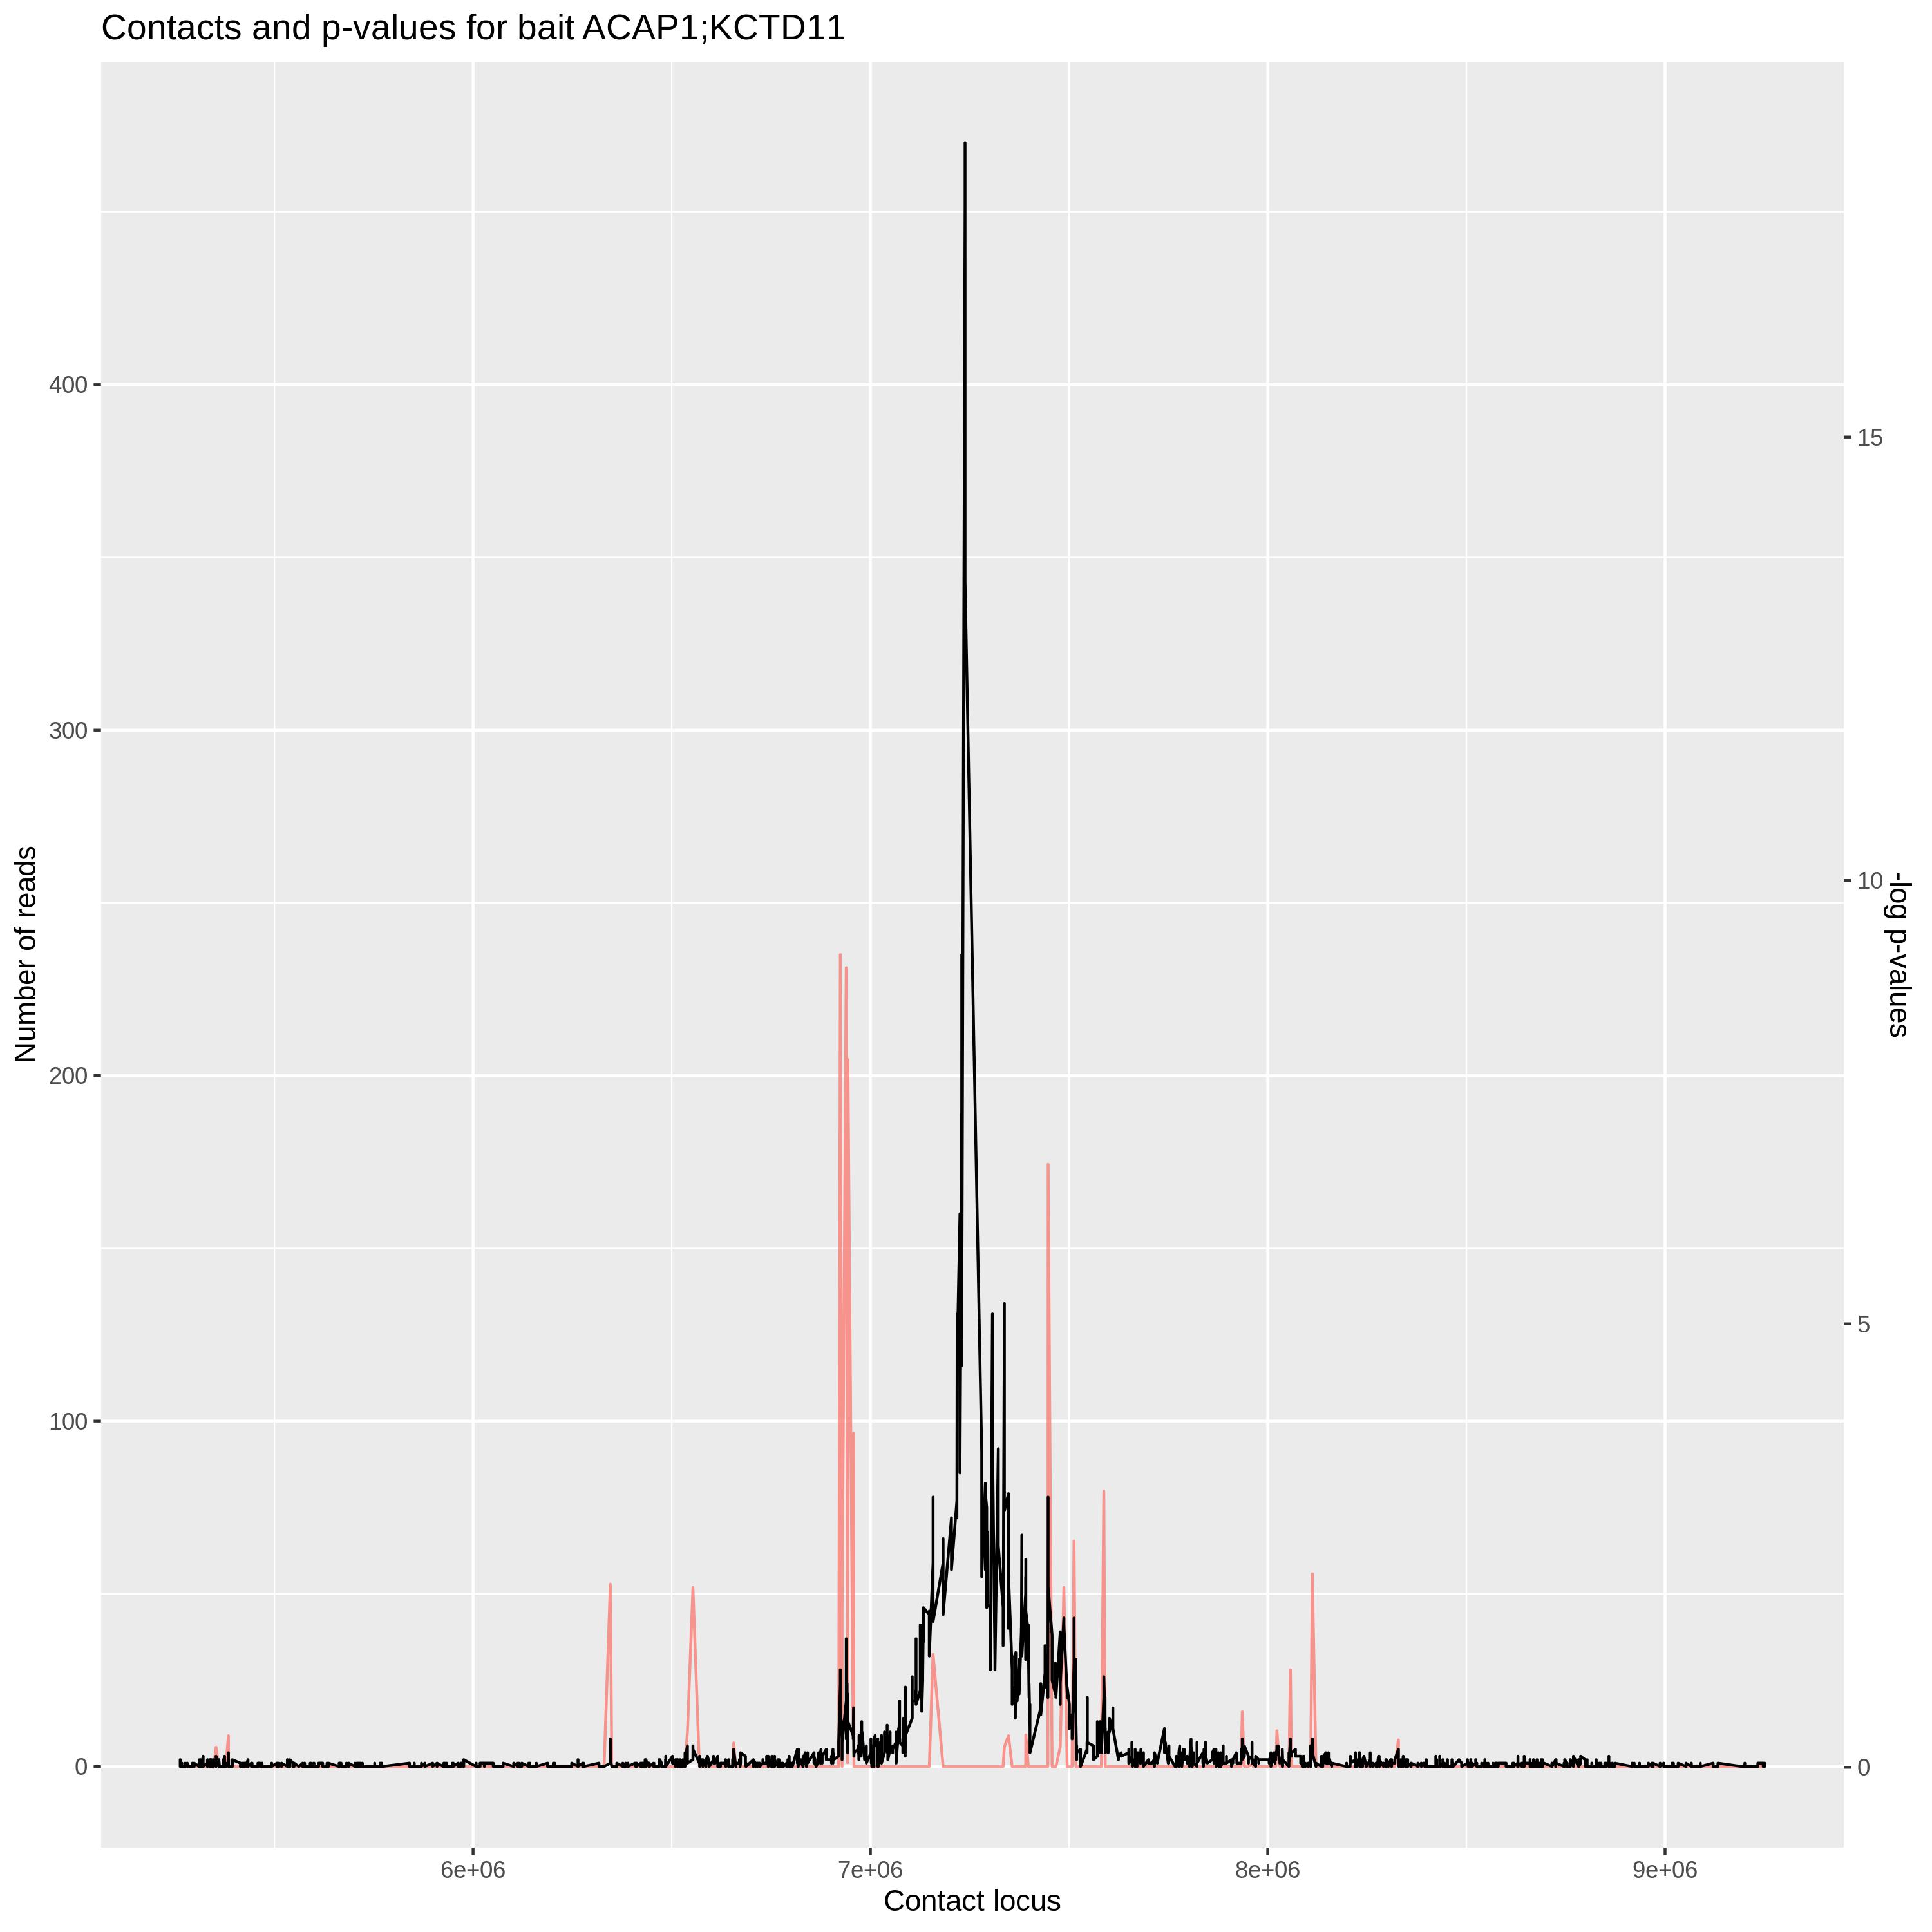 Contacts and p-values for bait ACAP1;KCTD11
Number of reads
400
300
200
100
0
15
10
5
0
-log p-values
6e+06
7e+06
8e+06
9e+06
Contact locus